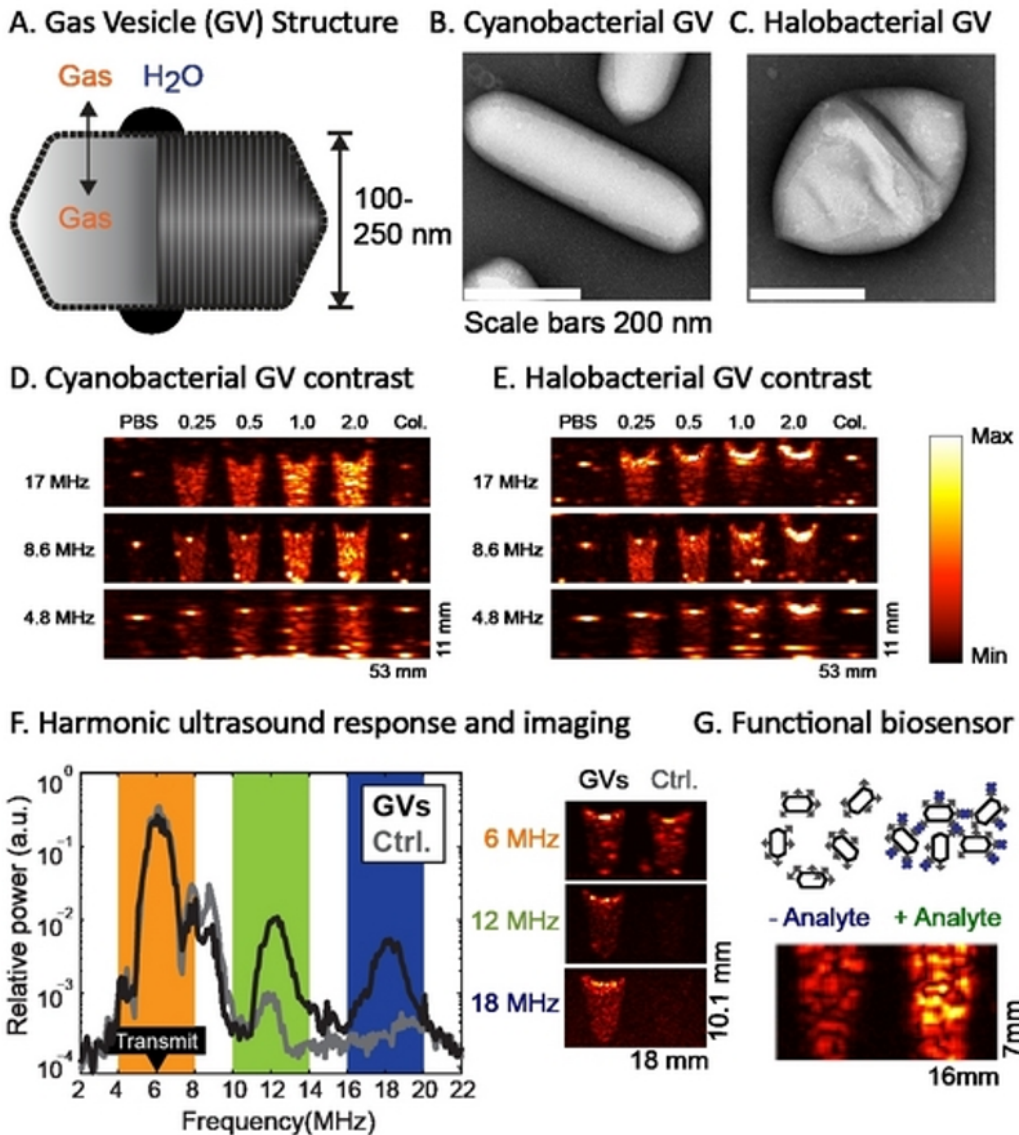 A. Gas Vesicle (GV) Structure
B. Cyanobacterial GV
C. Halobacterial GV
Gas
H2O
Gas
100-
250 nm
Scale bars 200 nm
D. Cyanobacterial GV contrast
PBS 0.25 0.5 1.0 2.0 Col.
17 MHz
8.6 MHz
4.8 MHz
11 mm
53 mm
E. Halobacterial GV contrast
PBS 0.25 0.5 1.0 2.0 Col.
17 MHz
8.6 MHz
4.8 MHz
11 mm
53 mm
Max
Min
F. Harmonic ultrasound response and imaging
Relative power (a.u.)
10^0
10^-1
10^-2
10^-3
10^-4
GVs
Ctrl.
Transmit
2 4 6 8 10 12 14 16 18 20 22
Frequency(MHz)
GVs Ctrl.
6 MHz
12 MHz
18 MHz
10.1 mm
18 mm
G. Functional biosensor
- Analyte + Analyte
7mm
16mm